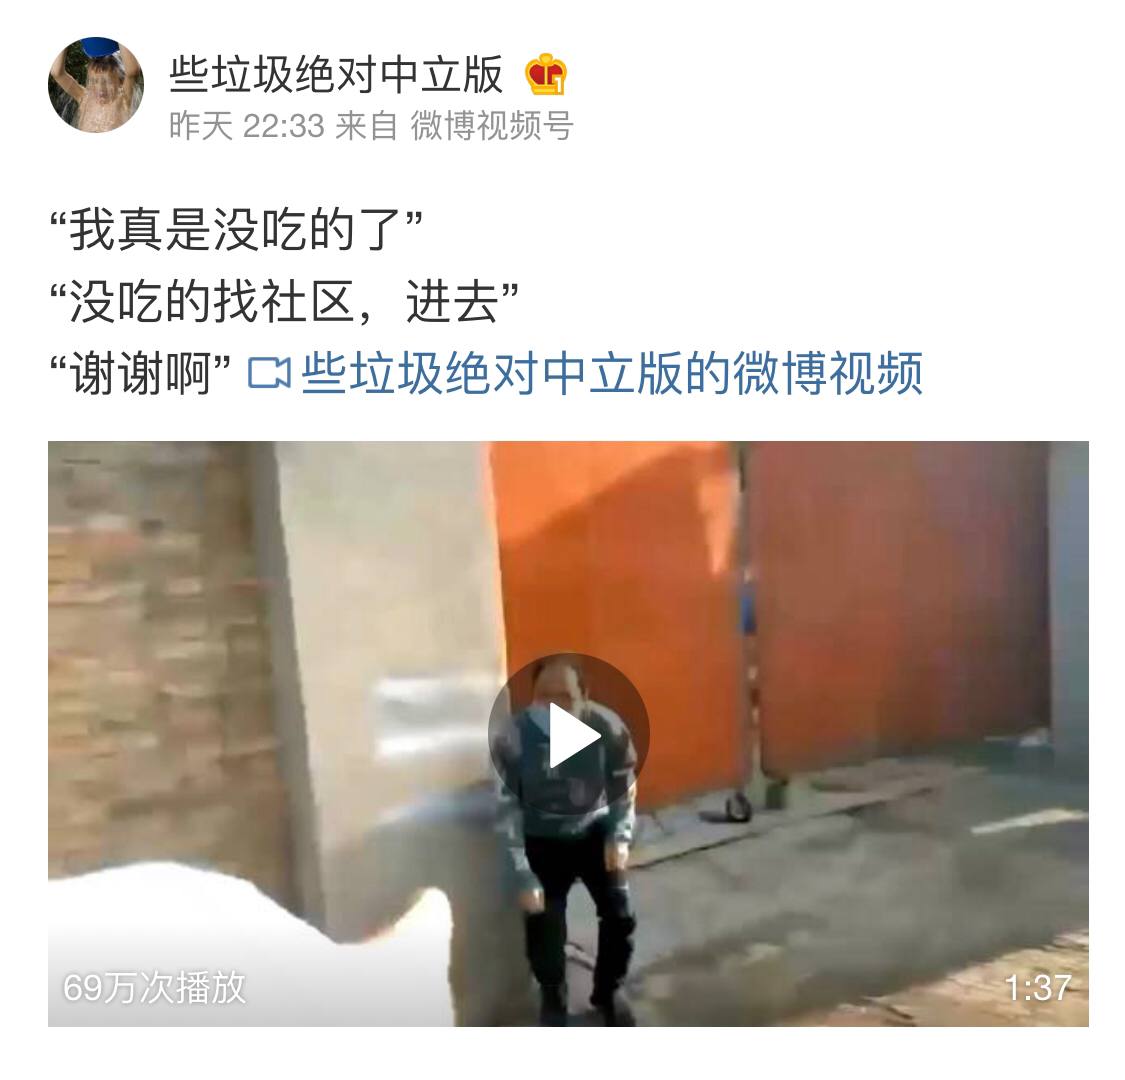 些垃圾绝对中立版
昨天 22:33 来自 微博视频号
“我真是没吃的了”
“没吃的找社区，进去”
“谢谢啊” 些垃圾绝对中立版的微博视频
69万次播放
1:37